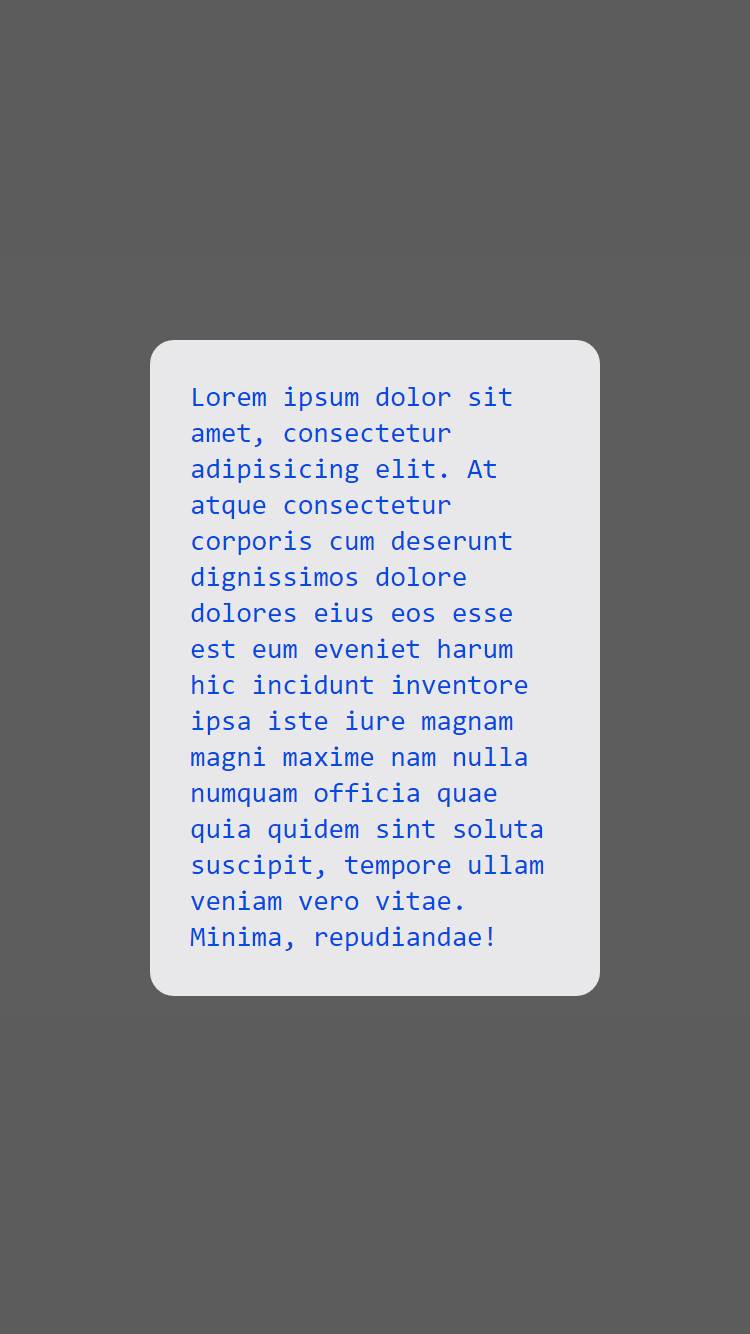 Lorem ipsum dolor sit
amet, consectetur
adipisicing elit. At
atque consectetur
corporis cum deserunt
dignissimos dolore
dolores eius eos esse
est eum eveniet harum
hic incidunt inventore
ipsa iste iure magnam
magni maxime nam nulla
numquam officia quae
quia quidem sint soluta
suscipit, tempore ullam
veniam vero vitae.
Minima, repudiandae!